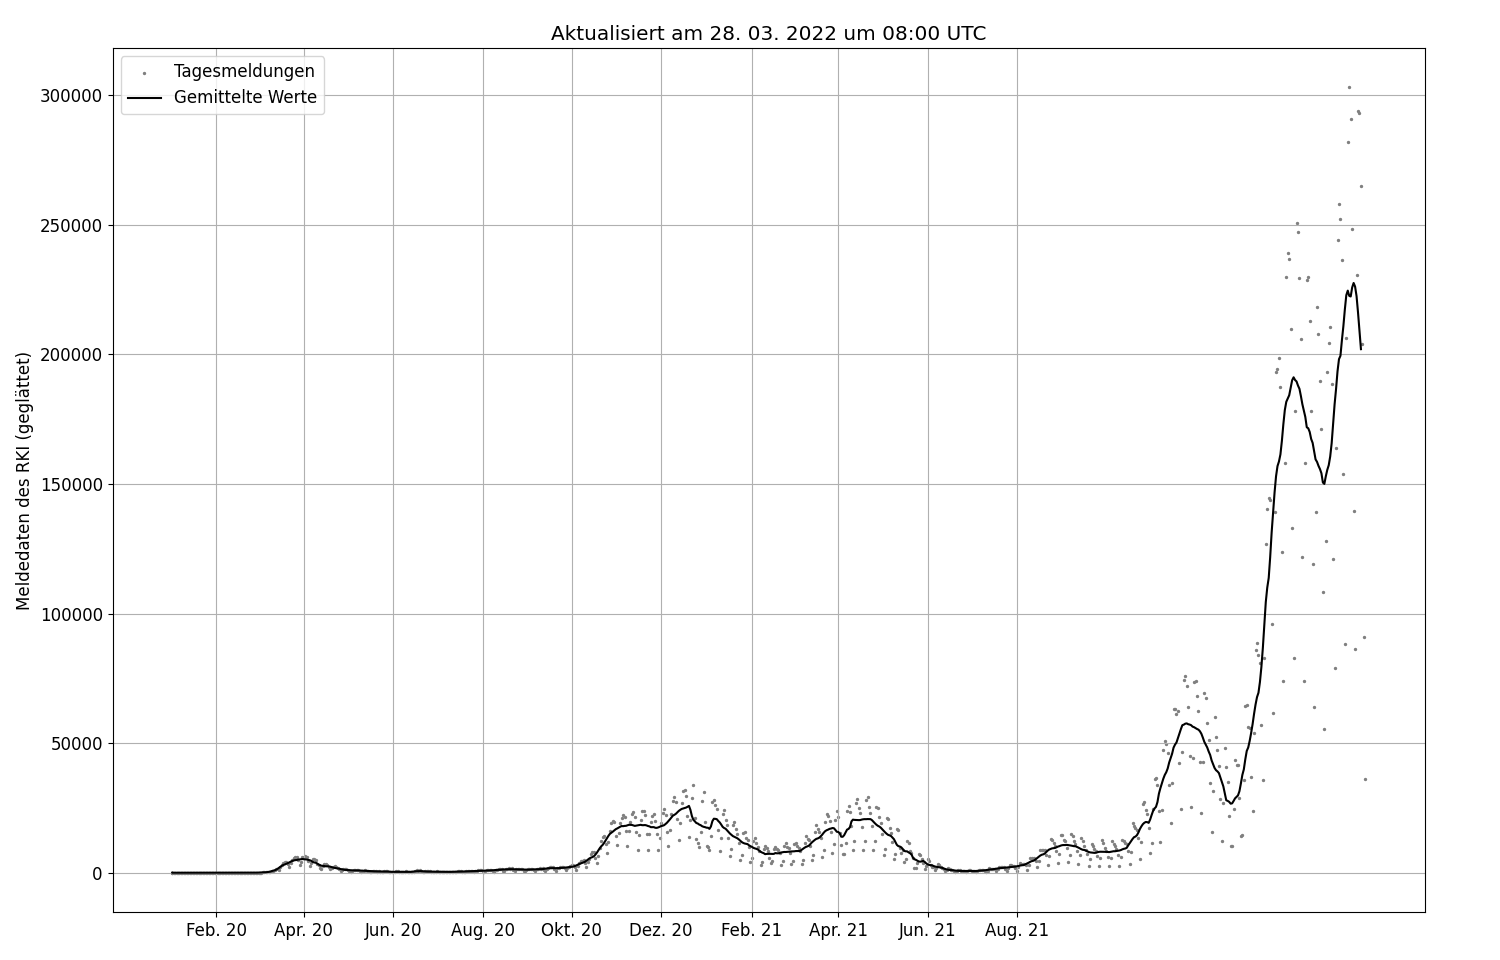 Aktualisiert am 28. 03. 2022 um 08:00 UTC
Tagesmeldungen
Gemittelte Werte
Meldedaten des RKI (geglättet)
300000
250000
200000
150000
100000
50000
0
Feb. 20 Apr. 20 Jun. 20 Aug. 20 Okt. 20 Dez. 20 Feb. 21 Apr. 21 Jun. 21 Aug. 21